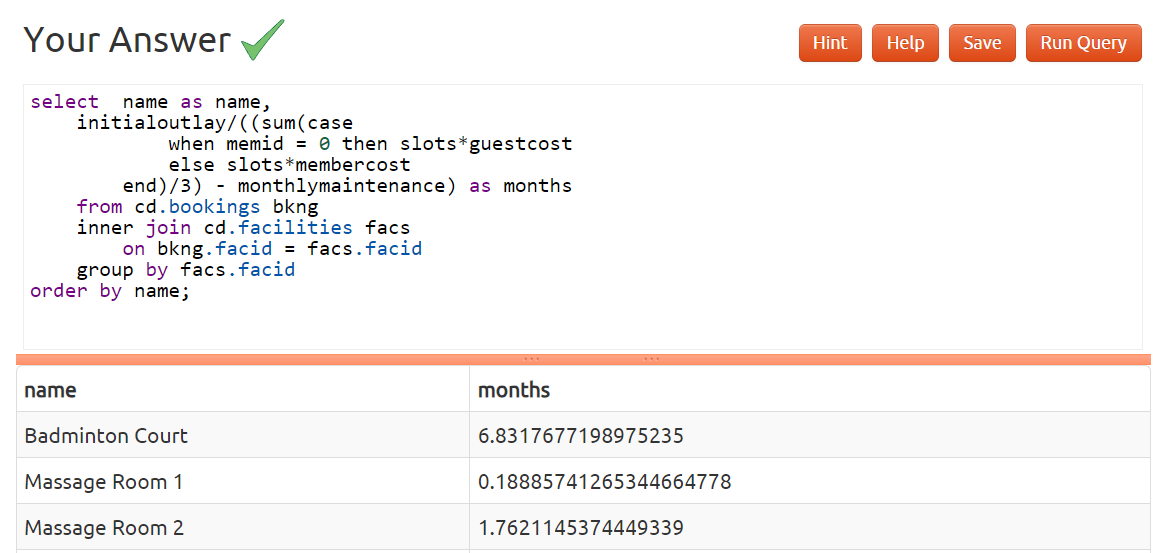 Your Answer
Hint Help Save Run Query
select  name as name,
    initialoutlay/((sum(case
            when memid = 0 then slots*guestcost
            else slots*membercost
        end)/3) - monthlymaintenance) as months
    from cd.bookings bkng
    inner join cd.facilities facs
        on bkng.facid = facs.facid
    group by facs.facid
order by name;
name months
Badminton Court 6.8317677198975235
Massage Room 1 0.18885741265344664778
Massage Room 2 1.7621145374449339